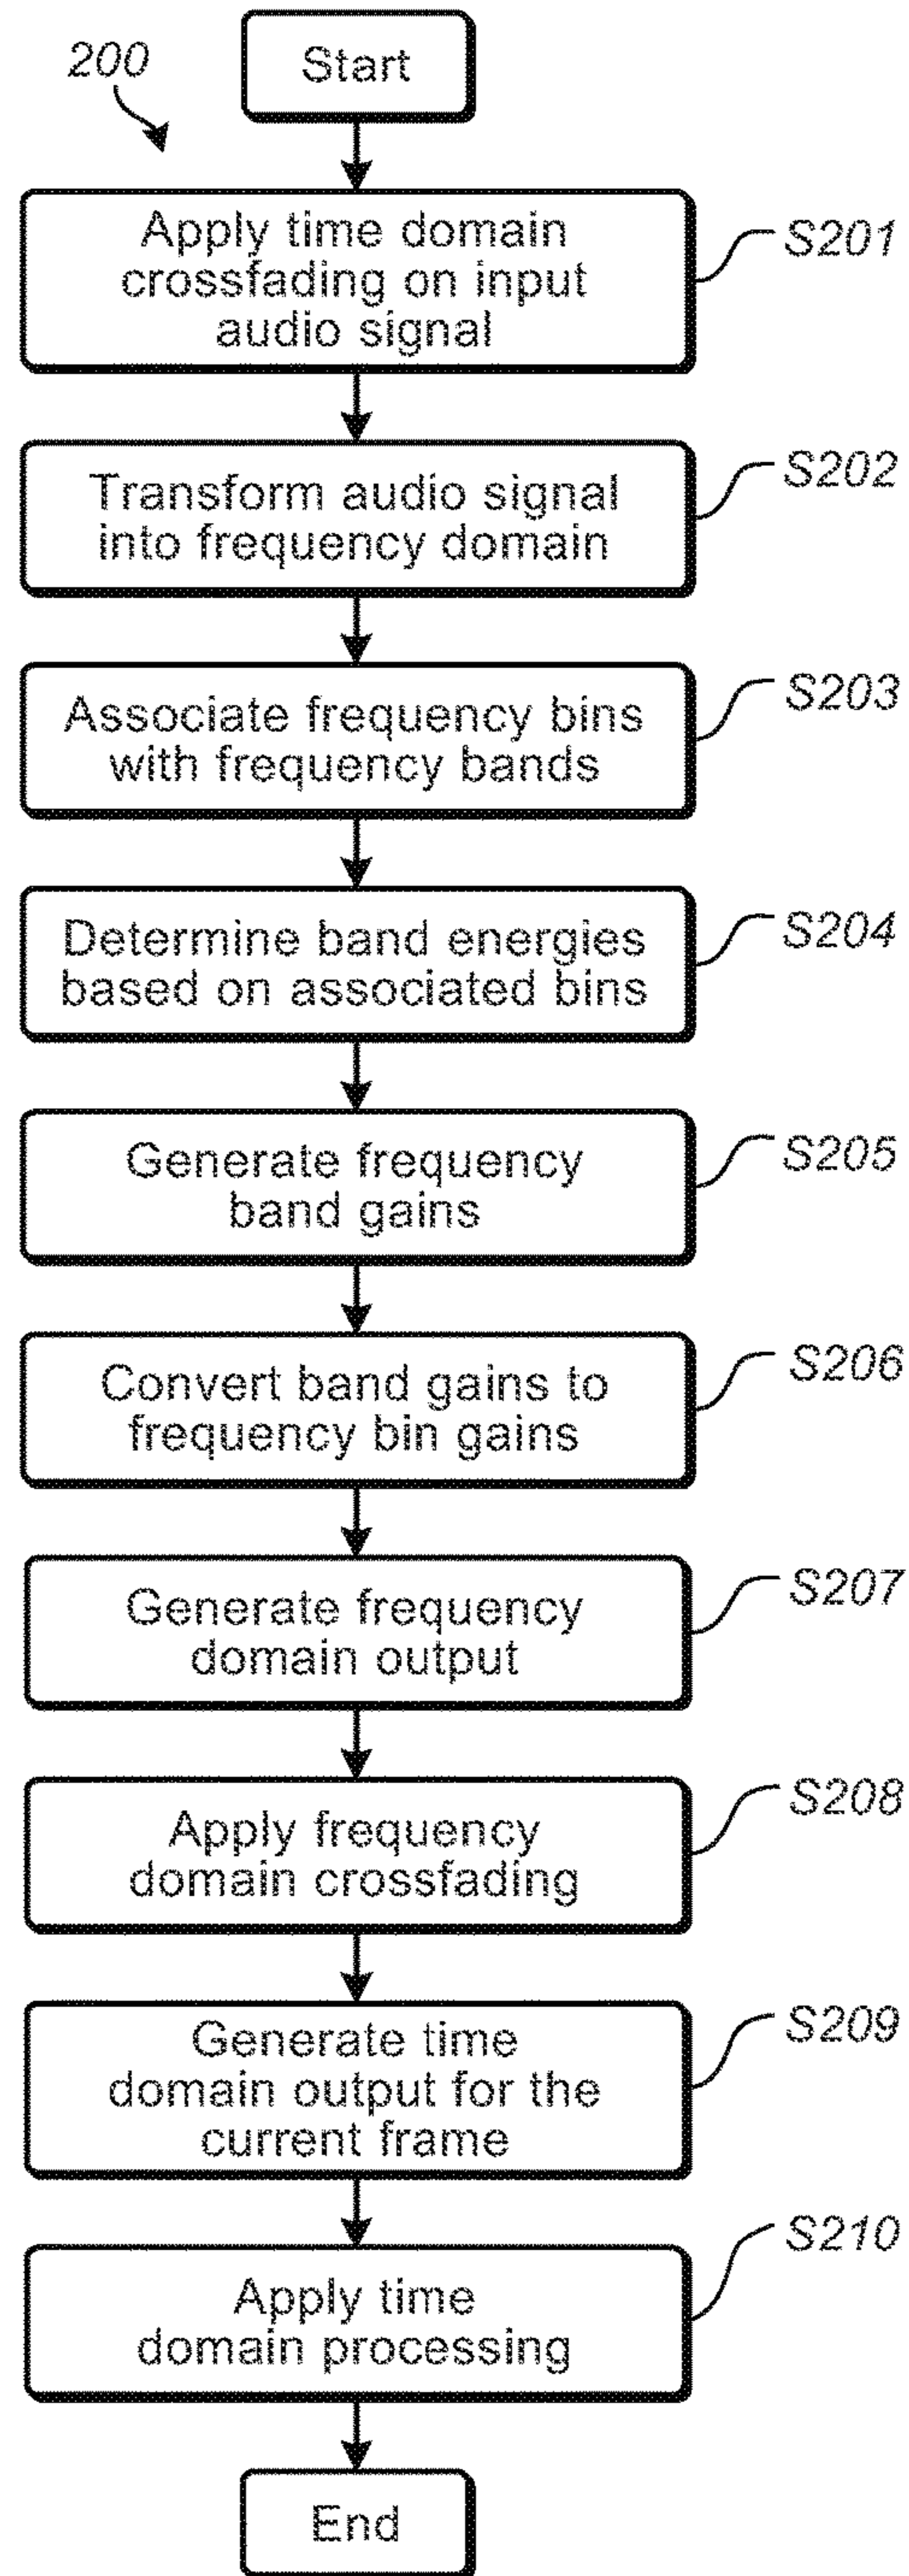 200
Start
Apply time domain
crossfading on input
audio signal
S201
Transform audio signal
into frequency domain
S202
Associate frequency bins
with frequency bands
S203
Determine band energies
based on associated bins
S204
Generate frequency
band gains
S205
Convert band gains to
frequency bin gains
S206
Generate frequency
domain output
S207
Apply frequency
domain crossfading
S208
Generate time
domain output for the
current frame
S209
Apply time
domain processing
S210
End